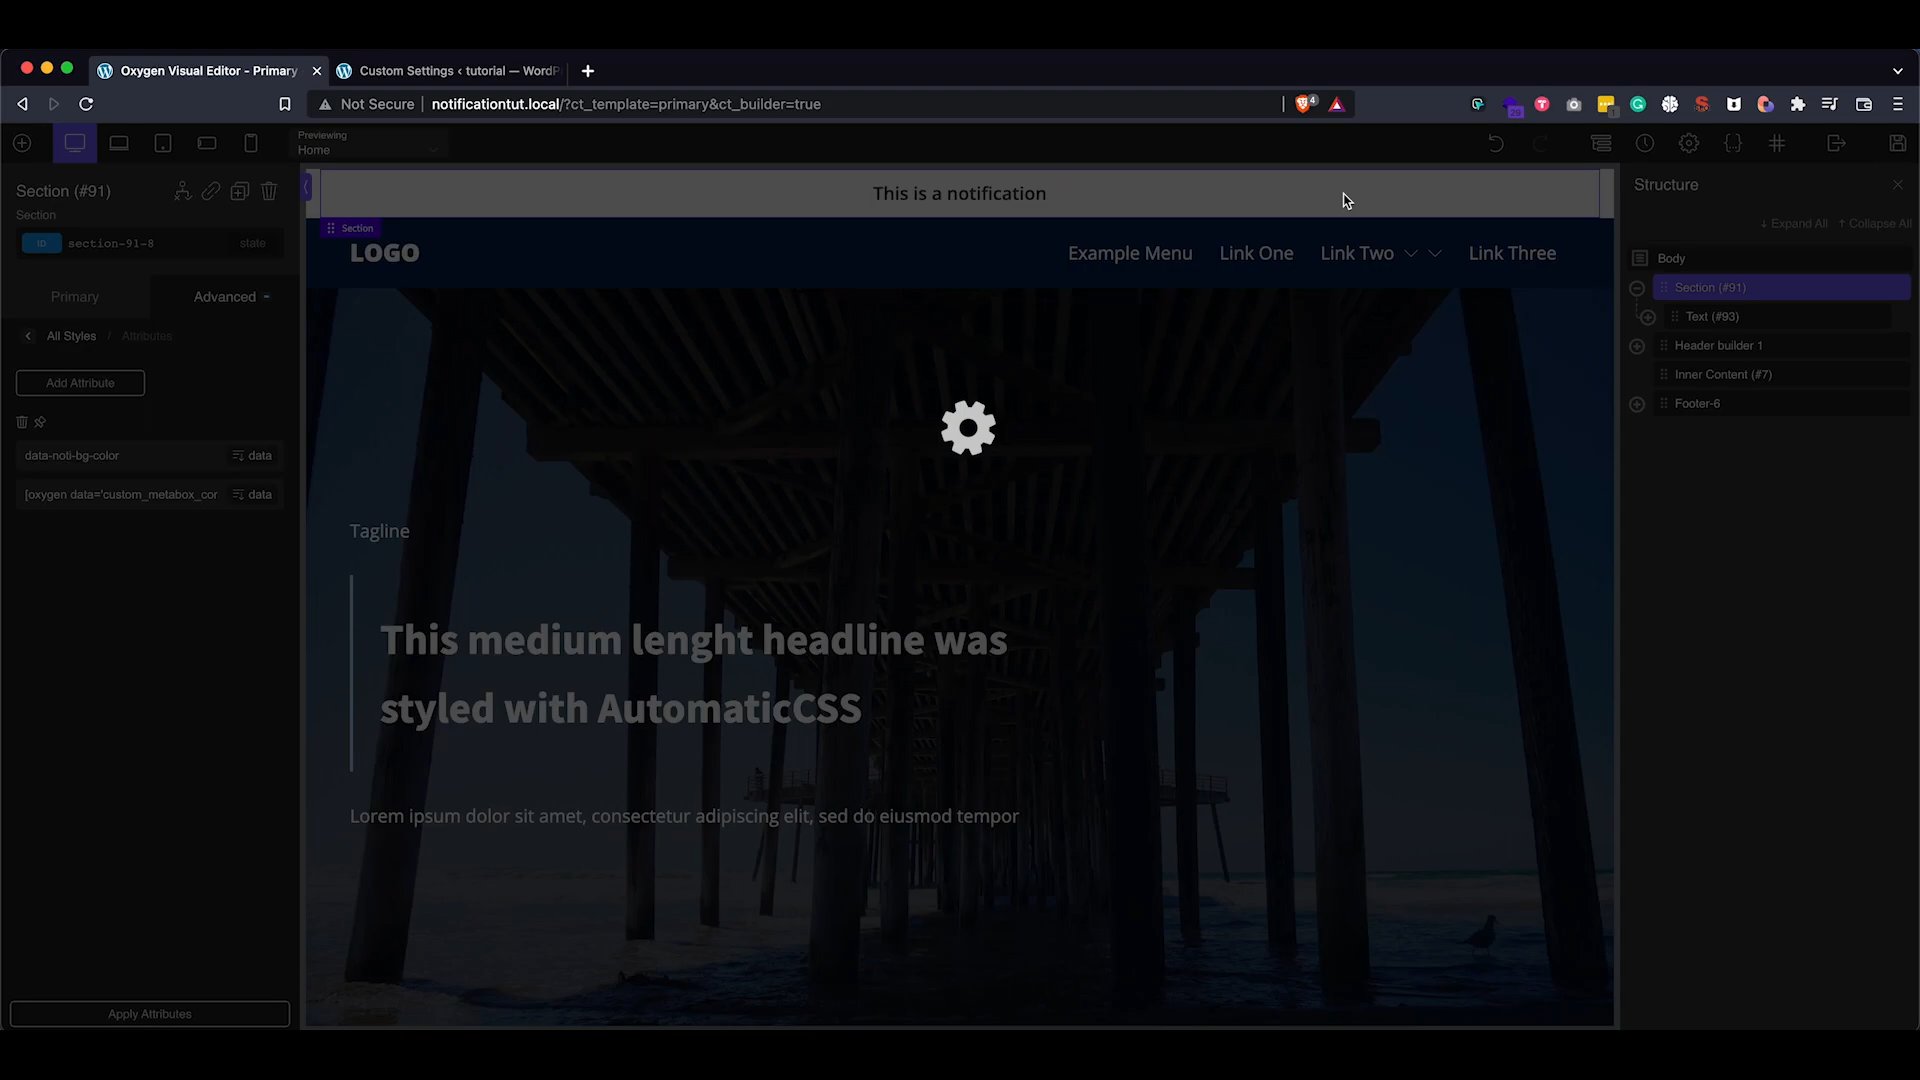 Oxygen Visual Editor - Primary
Custom Settings ‹ tutorial — WordP
Not Secure
notificationtut.local/?ct_template=primary&ct_builder=true
4
28
1
Previewing
Home
Section (#91)
Section
ID
section-91-8
state
Primary
Advanced
All Styles / Attributes
Add Attribute
data-noti-bg-color
data
[oxygen data='custom_metabox_cor
data
Apply Attributes
This is a notification
Section
LOGO
Example Menu
Link One
Link Two
Link Three
Tagline
This medium lenght headline was
styled with AutomaticCSS
Lorem ipsum dolor sit amet, consectetur adipiscing elit, sed do eiusmod tempor
Structure
Expand All
Collapse All
Body
Section (#91)
Text (#93)
Header builder 1
Inner Content (#7)
Footer-6